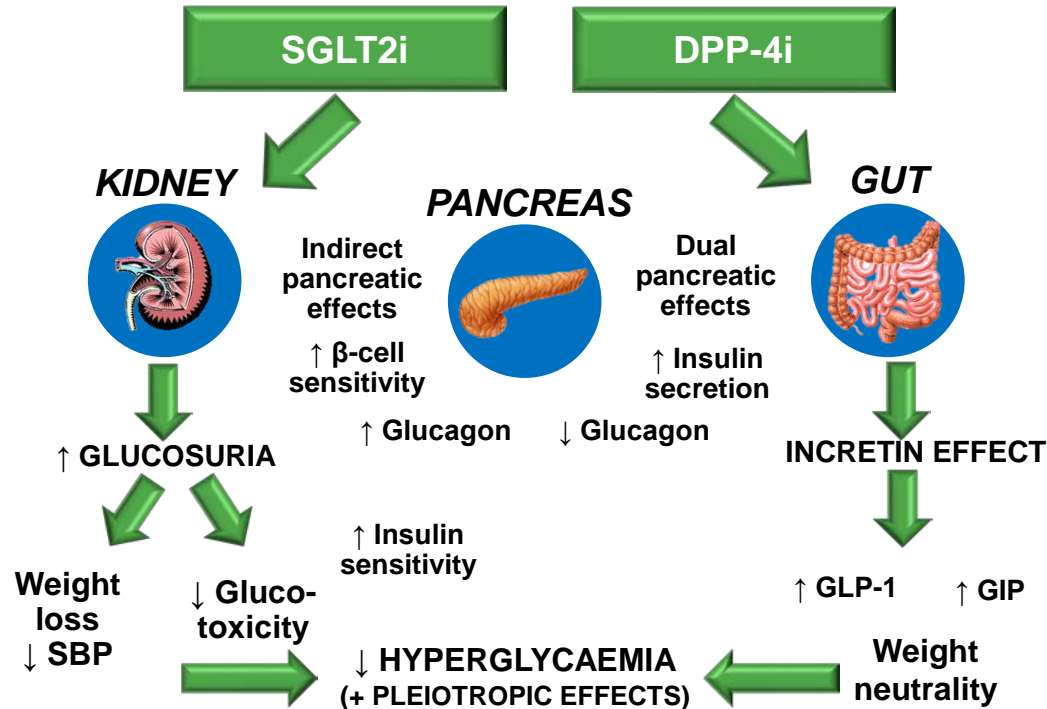 SGLT2i
DPP-4i
KIDNEY
PANCREAS
GUT
Indirect
pancreatic
effects
↑ β-cell
sensitivity
Dual
pancreatic
effects
↑ Insulin
secretion
↑ Glucagon
↓ Glucagon
↑ GLUCOSURIA
INCRETIN EFFECT
↑ Insulin
sensitivity
Weight
loss
↓ SBP
↓ Gluco-
toxicity
↑ GLP-1
↑ GIP
↓ HYPERGLYCAEMIA
(+ PLEIOTROPIC EFFECTS)
Weight
neutrality